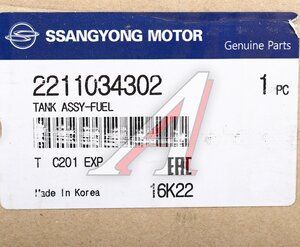 SSANGYONG MOTOR
Genuine Parts
2211034302
1 PC
TANK ASSY-FUEL
T C201 EXP
EAC
Made in Korea
16K22